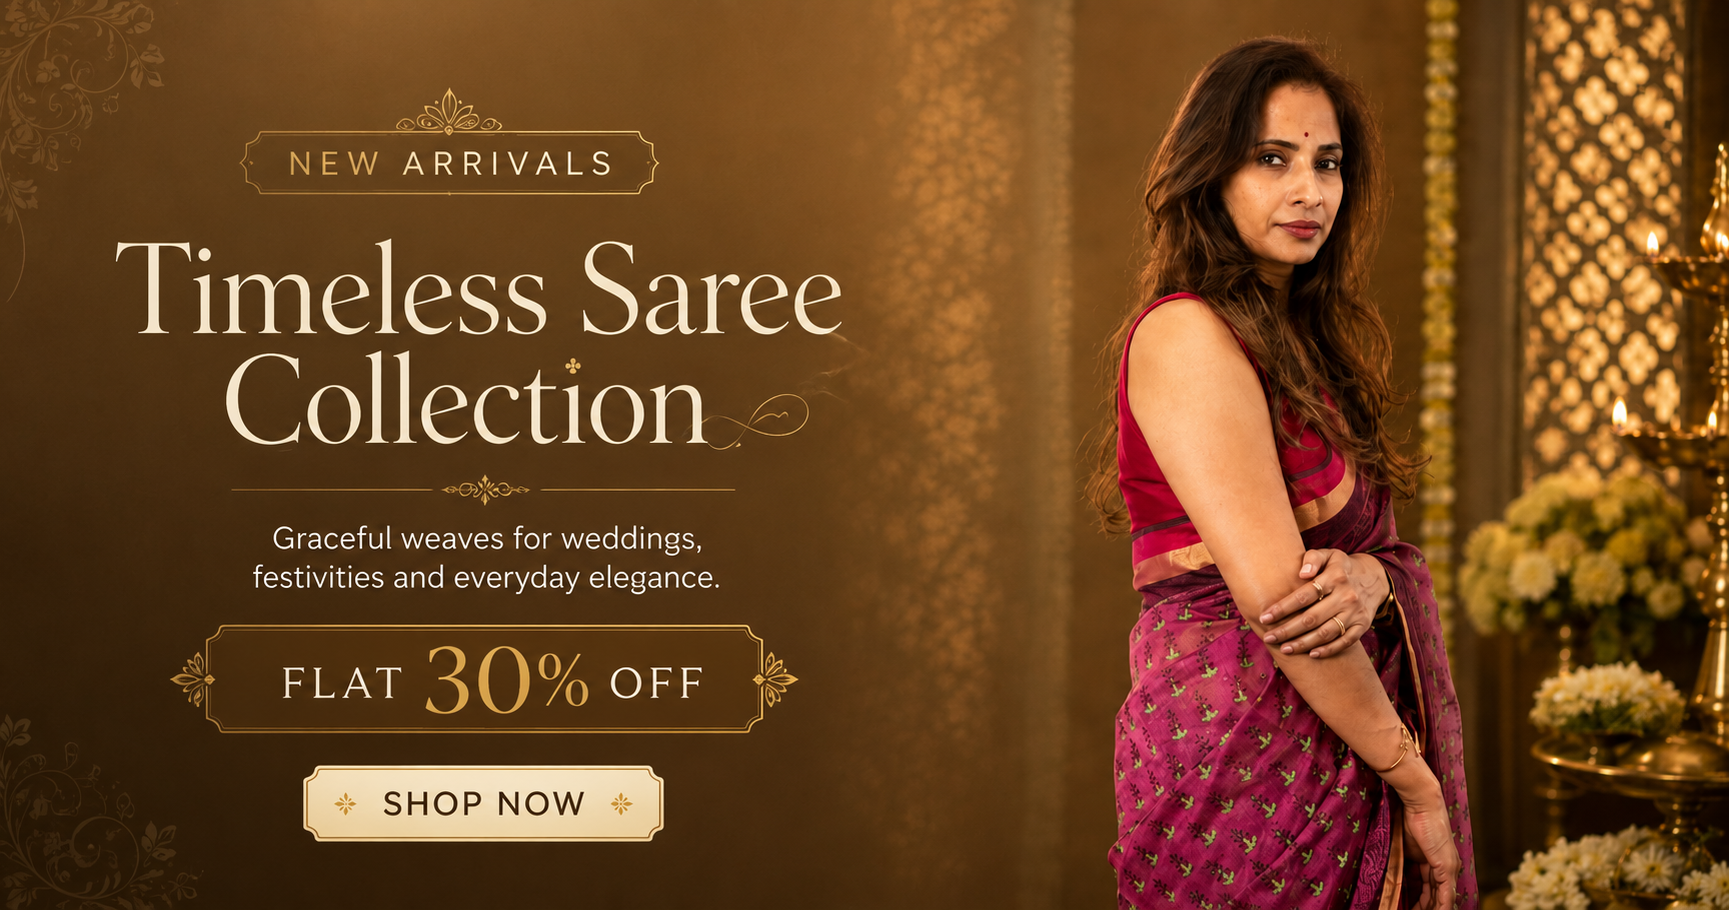 NEW ARRIVALS
Timeless Saree
Collection
Graceful weaves for weddings,
festivities and everyday elegance.
FLAT 30% OFF
SHOP NOW